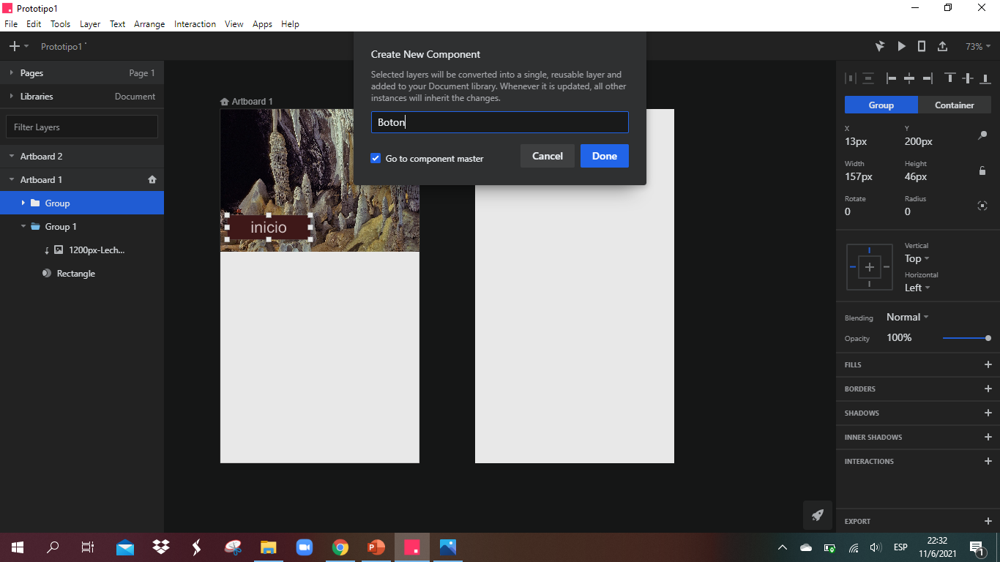 Prototipo1
File Edit Tools Layer Text Arrange Interaction View Apps Help
Prototipo1
73%
Pages Page 1
Libraries Document
Filter Layers
Artboard 2
Artboard 1
Group
Group 1
1200px-Lech...
Rectangle
Artboard 1
inicio
Create New Component
Selected layers will be converted into a single, reusable layer and
added to your Document library. Whenever it is updated, all other
instances will inherit the changes.
Boton
Go to component master
Cancel Done
Group Container
X Y
13px 200px
Width Height
157px 46px
Rotate Radius
0 0
Vertical
Top
Horizontal
Left
Blending Normal
Opacity 100%
FILLS
BORDERS
SHADOWS
INNER SHADOWS
INTERACTIONS
EXPORT
ESP
22:32
11/6/2021
1